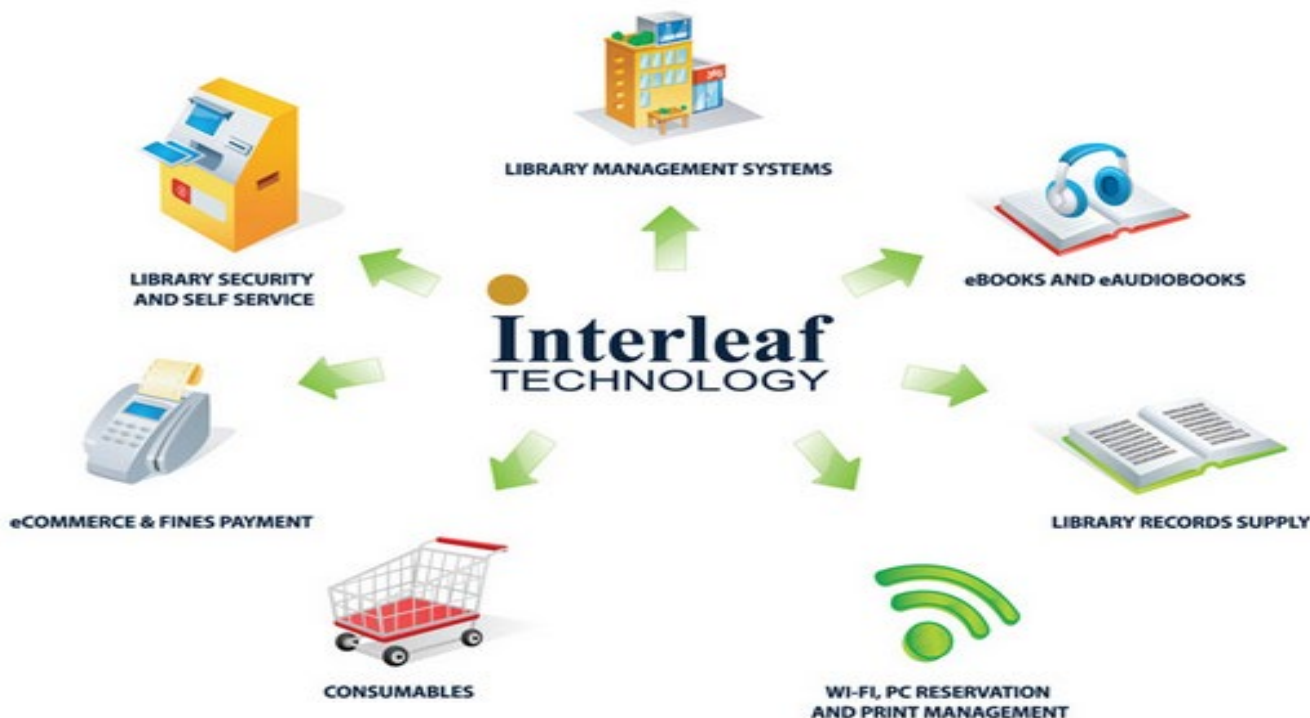 LIBRARY MANAGEMENT SYSTEMS
LIBRARY SECURITY
AND SELF SERVICE
eBOOKS AND eAUDIOBOOKS
Interleaf
TECHNOLOGY
eCOMMERCE & FINES PAYMENT
LIBRARY RECORDS SUPPLY
CONSUMABLES
WI-FI, PC RESERVATION
AND PRINT MANAGEMENT